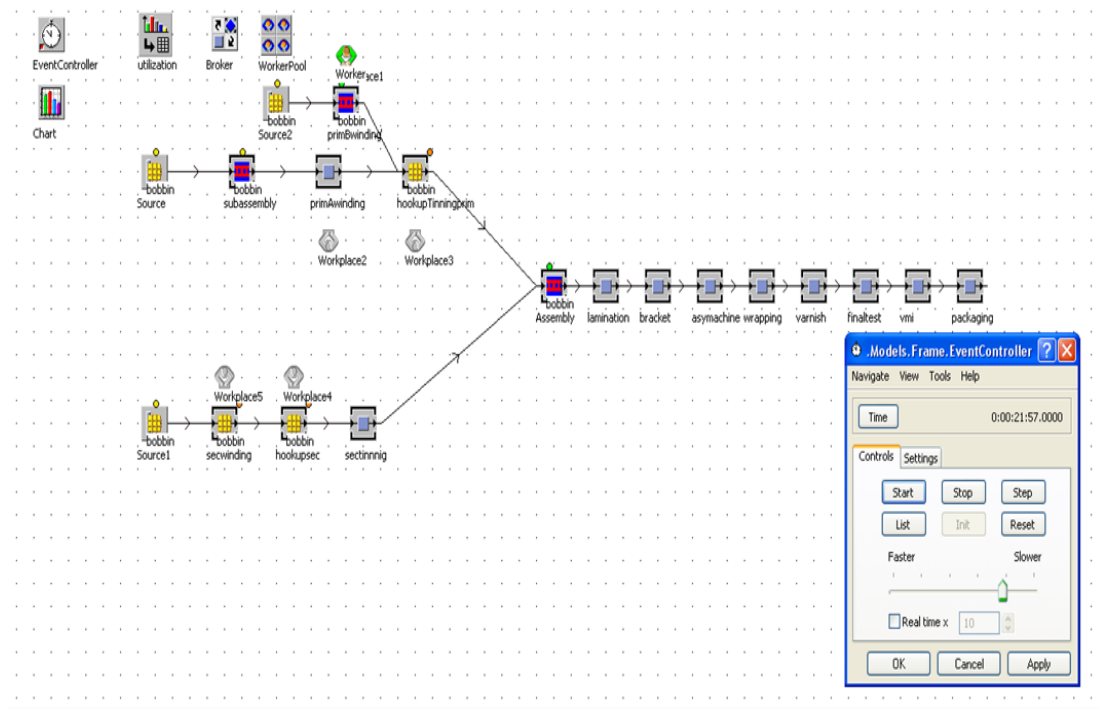 EventController
utilization
Broker
WorkerPool
Worker
ace1
Chart
bobbin
Source2
bobbin
primBwinding
bobbin
Source
bobbin
subassembly
primAwinding
bobbin
hookupTinningprim
Workplace2
Workplace3
bobbin
Assembly
lamination
bracket
asymachine
wrapping
varnish
finaltest
vmi
packaging
Workplace5
Workplace4
bobbin
Source1
bobbin
secwinding
bobbin
hookupsec
sectinnnig
.Models.Frame.EventController
Navigate View Tools Help
Time 0:00:21:57.0000
Controls Settings
Start Stop Step
List Init Reset
Faster Slower
Real time x 10
OK Cancel Apply